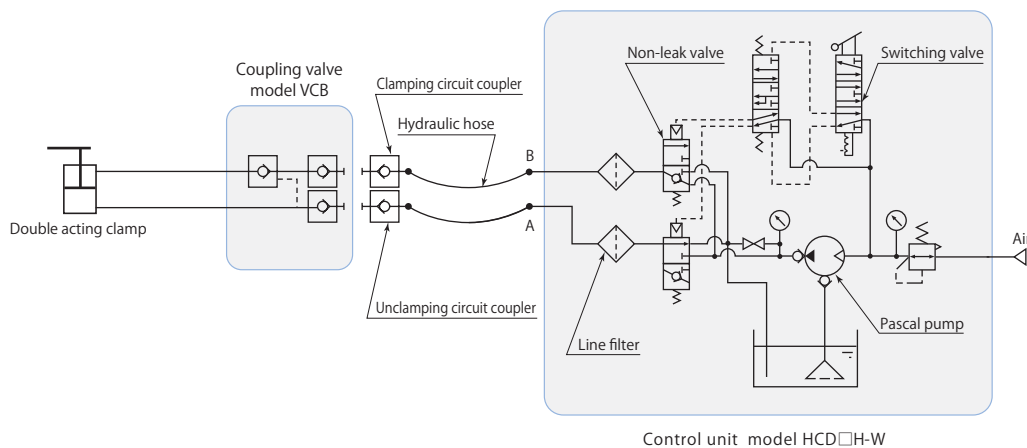 Non-leak valve
Switching valve
Coupling valve
model VCB
Clamping circuit coupler
Hydraulic hose
B
A
Double acting clamp
Air
Unclamping circuit coupler
Line filter
Pascal pump
Control unit model HCD□H-W